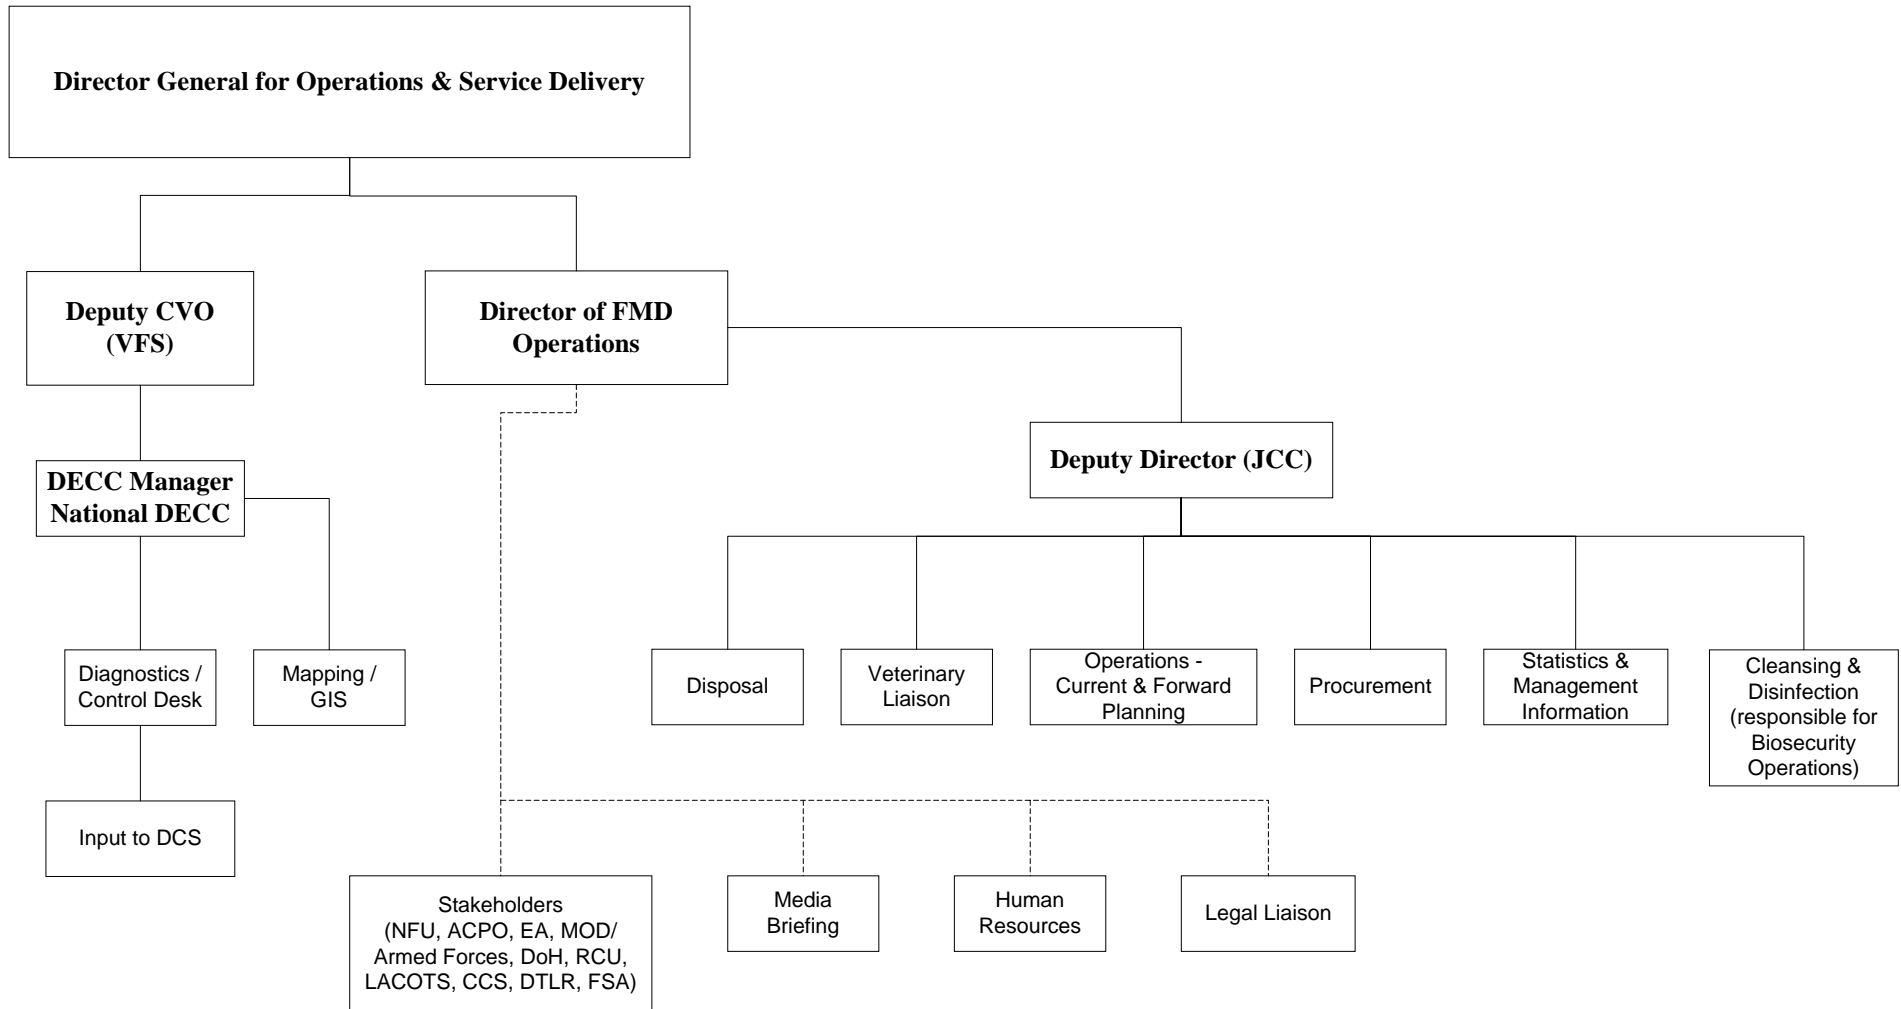 Director General for Operations & Service Delivery
Deputy CVO
(VFS)
Director of FMD
Operations
Deputy Director (JCC)
DECC Manager
National DECC
Diagnostics /
Control Desk
Mapping /
GIS
Disposal
Veterinary
Liaison
Operations -
Current & Forward
Planning
Procurement
Statistics &
Management
Information
Cleansing &
Disinfection
(responsible for
Biosecurity
Operations)
Input to DCS
Stakeholders
(NFU, ACPO, EA, MOD/
Armed Forces, DoH, RCU,
LACOTS, CCS, DTLR, FSA)
Media
Briefing
Human
Resources
Legal Liaison